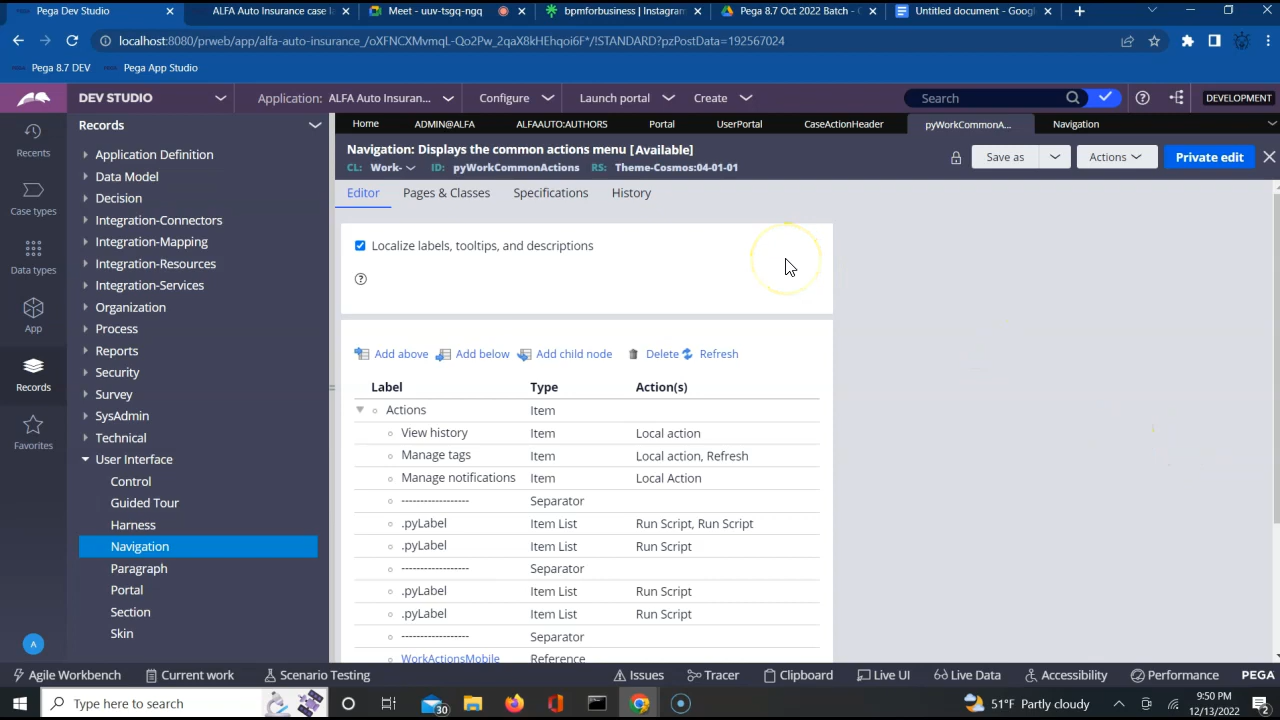 Pega Dev Studio
ALFA Auto Insurance case l
Meet - uuv-tsgq-ngq
bpmforbusiness | Instagram
Pega 8.7 Oct 2022 Batch -
Untitled document - Googl
localhost:8080/prweb/app/alfa-auto-insurance_/oXFNCXMvmqL-Qo2Pw_2qaX8kHEhqoi6F*/!STANDARD?pzPostData=192567024
Pega 8.7 DEV
Pega App Studio
DEV STUDIO
Application: ALFA Auto Insuran...
Configure
Launch portal
Create
Search
DEVELOPMENT
Recents
Case types
Data types
App
Records
Favorites
A
Records
Application Definition
Data Model
Decision
Integration-Connectors
Integration-Mapping
Integration-Resources
Integration-Services
Organization
Process
Reports
Security
Survey
SysAdmin
Technical
User Interface
Control
Guided Tour
Harness
Navigation
Paragraph
Portal
Section
Skin
Home
ADMIN@ALFA
ALFAAUTO:AUTHORS
Portal
UserPortal
CaseActionHeader
pyWorkCommonA...
Navigation
Navigation: Displays the common actions menu [Available]
CL: Work- ID: pyWorkCommonActions RS: Theme-Cosmos:04-01-01
Save as
Actions
Private edit
Editor
Pages & Classes
Specifications
History
Localize labels, tooltips, and descriptions
?
Add above
Add below
Add child node
Delete
Refresh
Label Type Action(s)
Actions Item
View history Item Local action
Manage tags Item Local action, Refresh
Manage notifications Item Local Action
----------------- Separator
.pyLabel Item List Run Script, Run Script
.pyLabel Item List Run Script
----------------- Separator
.pyLabel Item List Run Script
.pyLabel Item List Run Script
----------------- Separator
WorkActionsMobile Reference
Agile Workbench
Current work
Scenario Testing
Issues
Tracer
Clipboard
Live UI
Live Data
Accessibility
Performance
PEGA
Type here to search
30
51°F Partly cloudy
9:50 PM
12/13/2022
2